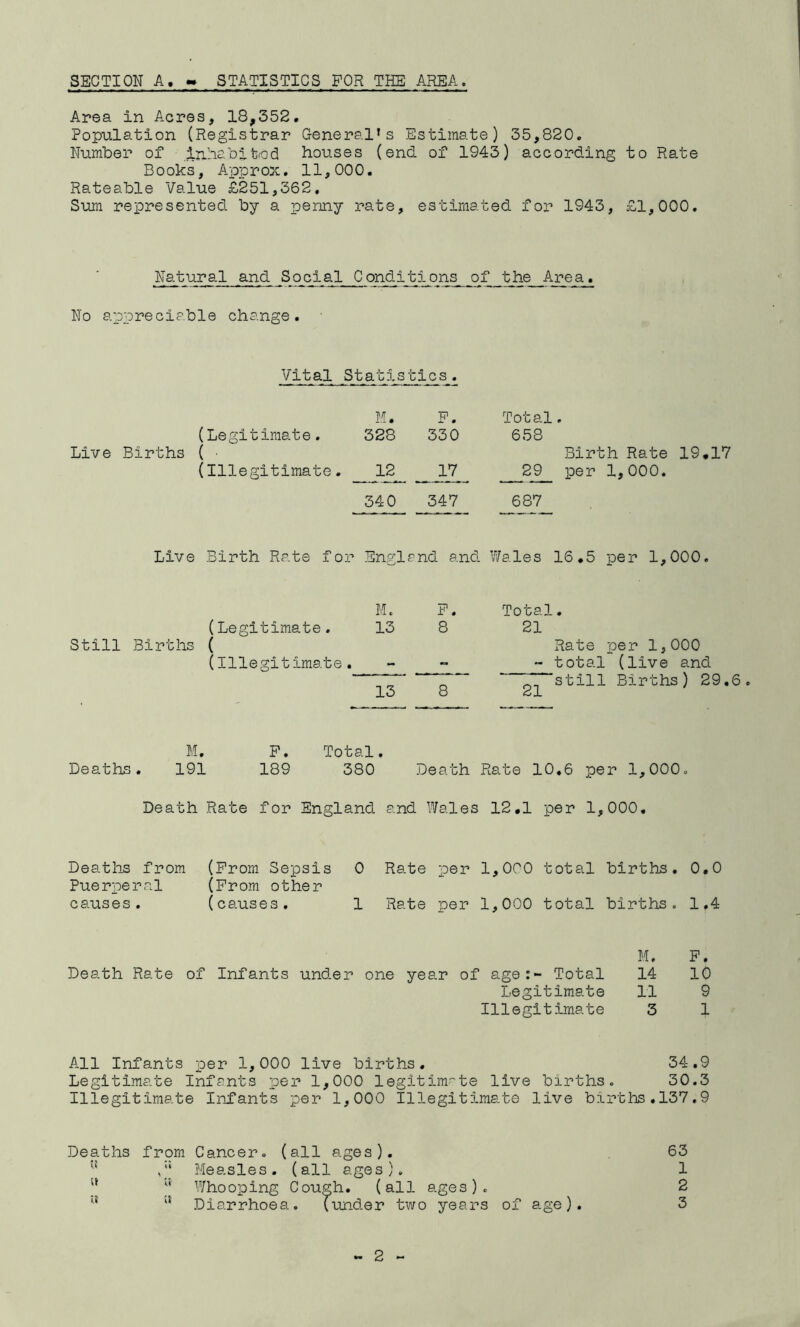 SECTION A. - STATISTICS FOR THE AREA.
Area in Acres, 18,352.
Population (Registrar General's Estimate) 35,820.
Number of inhabited houses (end of 1943) according to Rate
Books, Approx. 11,000.
Rateable Value £251,362.
Sum represented by a penny rate, estimated for 1943, £1,000.
Natural and Social Conditions of the Area.
No appreciable change.
Vital Statistics.
M. F. Total.
(Legitimate. 328 330 658
Live Births ( Birth Rate 19.17
(Illegitimate. 12 17 29 per 1,000.
340 347 687
Live Birth Rate for England and Wales 16.5 per 1,000.
M. F. Total.
(Legitimate. 13 8 21
Still Births ( Rate per 1,000
(Illegitimate. - - - total (live and
13 8 21 still Births) 29.6.
M. F. Total.
Deaths. 191 189 380 Death Rate 10.6 per 1,000.
Death Rate for England and Wales 12.1 per 1,000.
Deaths from (From Sepsis 0 Rate per 1,000 total births. 0.0
Puerperal (From other
causes. (causes. 1 Rate per 1,000 total births. 1.4
M. F.
Death Rate of Infants under one year of age:- Total 14 10
Legitimate 11 9
Illegitimate 3 1
All Infants per 1,000 live births. 34.9
Legitimate Infants per 1,000 legitimate live births. 30.3
Illegitimate Infants per 1,000 Illegitimate live births.137.9
Deaths from Cancer. (all ages). 63
" " Measles. (all ages). 1
" " Whooping Cough. (all ages). 2
" " Diarrhoea. (under two years of age). 3
- 2 -